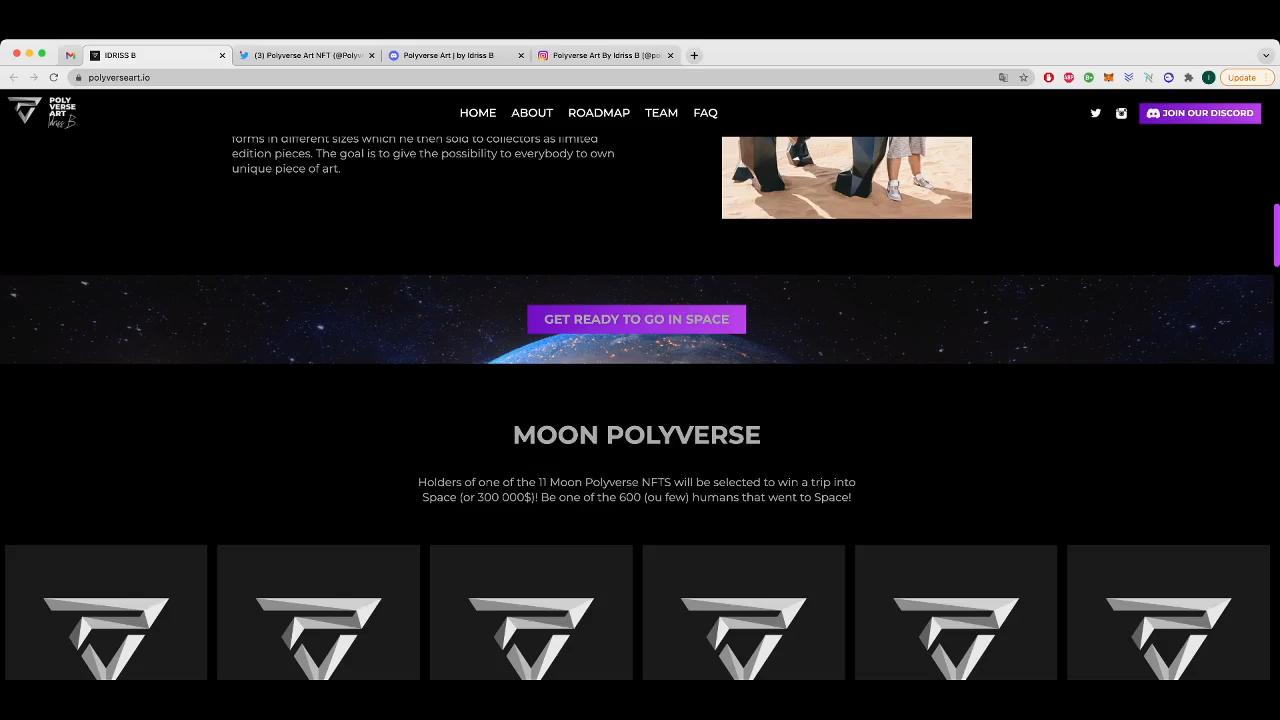 IDRISS B
(3) Polyverse Art NFT (@Polyv
Polyverse Art | by Idriss B
Polyverse Art By Idriss B (@po
polyverseart.io
Update
POLY
VERSE
ART
Idriss B
HOME
ABOUT
ROADMAP
TEAM
FAQ
JOIN OUR DISCORD
forms in different sizes which he then sold to collectors as limited
edition pieces. The goal is to give the possibility to everybody to own
unique piece of art.
GET READY TO GO IN SPACE
MOON POLYVERSE
Holders of one of the 11 Moon Polyverse NFTS will be selected to win a trip into
Space (or 300 000$)! Be one of the 600 (ou few) humans that went to Space!